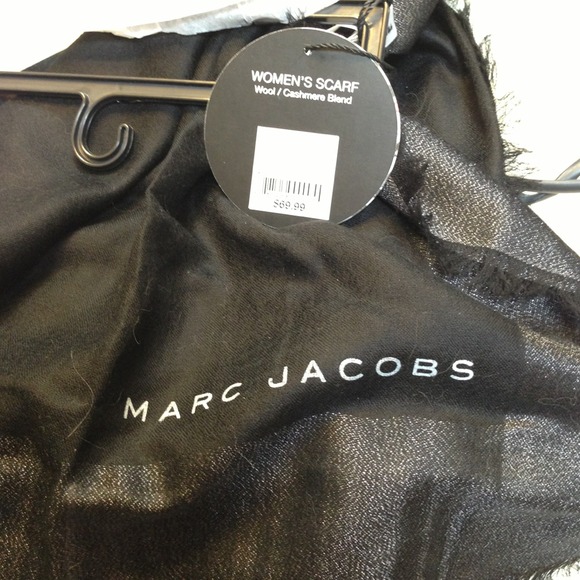 WOMEN'S SCARF
Wool / Cashmere Blend
$69.99
MARC JACOBS